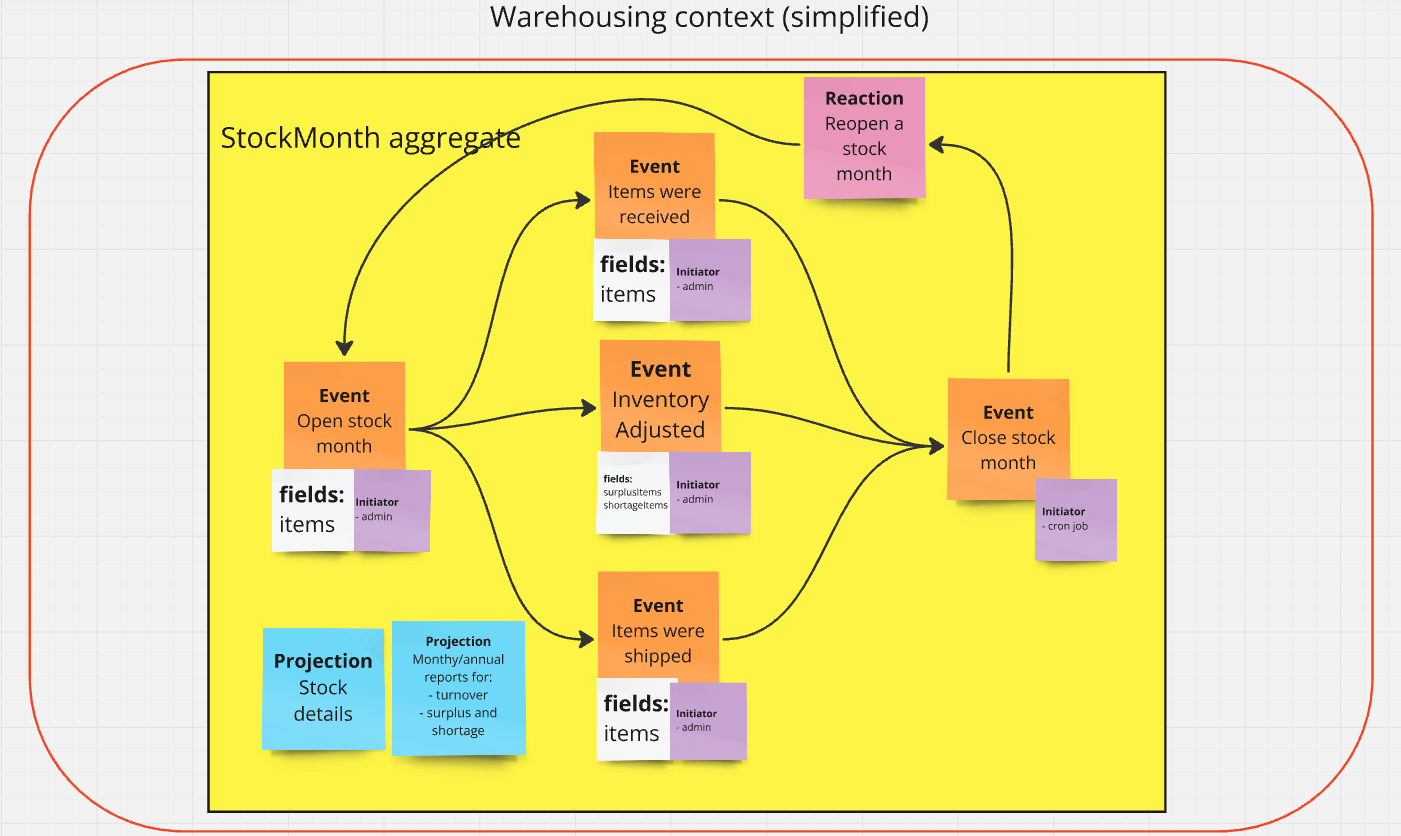 Warehousing context (simplified)
StockMonth aggregate
Reaction
Reopen a
stock
month
Event
Items were
received
fields:
items
Initiator
- admin
Event
Open stock
month
fields:
items
Initiator
- admin
Event
Inventory
Adjusted
fields:
surplusItems
shortageItems
Initiator
- admin
Event
Close stock
month
Initiator
- cron job
Event
Items were
shipped
fields:
items
Initiator
- admin
Projection
Stock
details
Projection
Monthy/annual
reports for:
- turnover
- surplus and
shortage